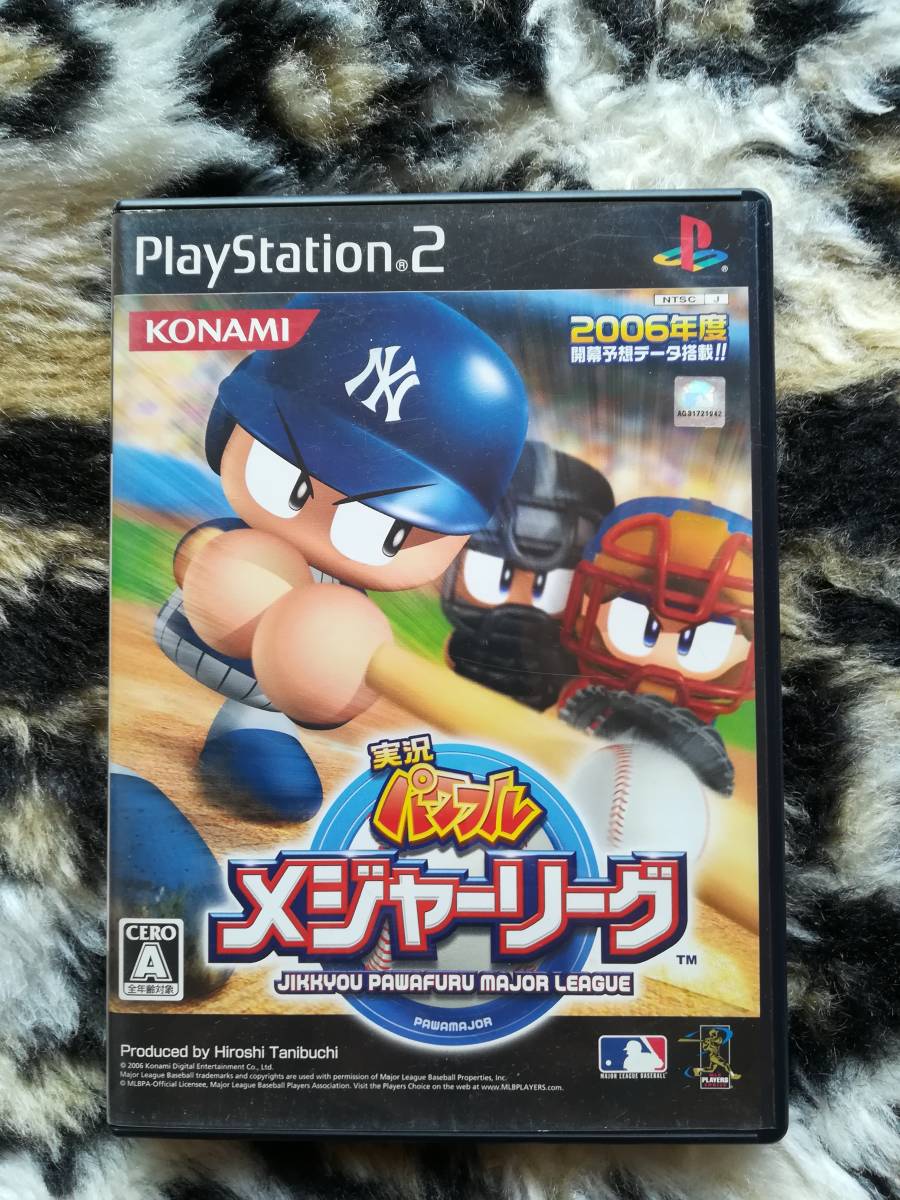 PlayStation®2
NTSC J
KONAMI
2006年度
開幕予想データ搭載!!
AG31721942
NY
実況
パワフル
メジャーリーグ
TM
JIKKYOU PAWAFURU MAJOR LEAGUE
PAWAMAJOR
CERO
A
全年齢対象
Produced by Hiroshi Tanibuchi
© 2006 Konami Digital Entertainment Co., Ltd.
Major League Baseball trademarks and copyrights are used with permission of Major League Baseball Properties, Inc.
© MLBPA-Official Licensee, Major League Baseball Players Association. Visit the Players Choice on the web at www.MLBPLAYERS.com.
MAJOR LEAGUE BASEBALL
MLB
PLAYERS
CHOICE